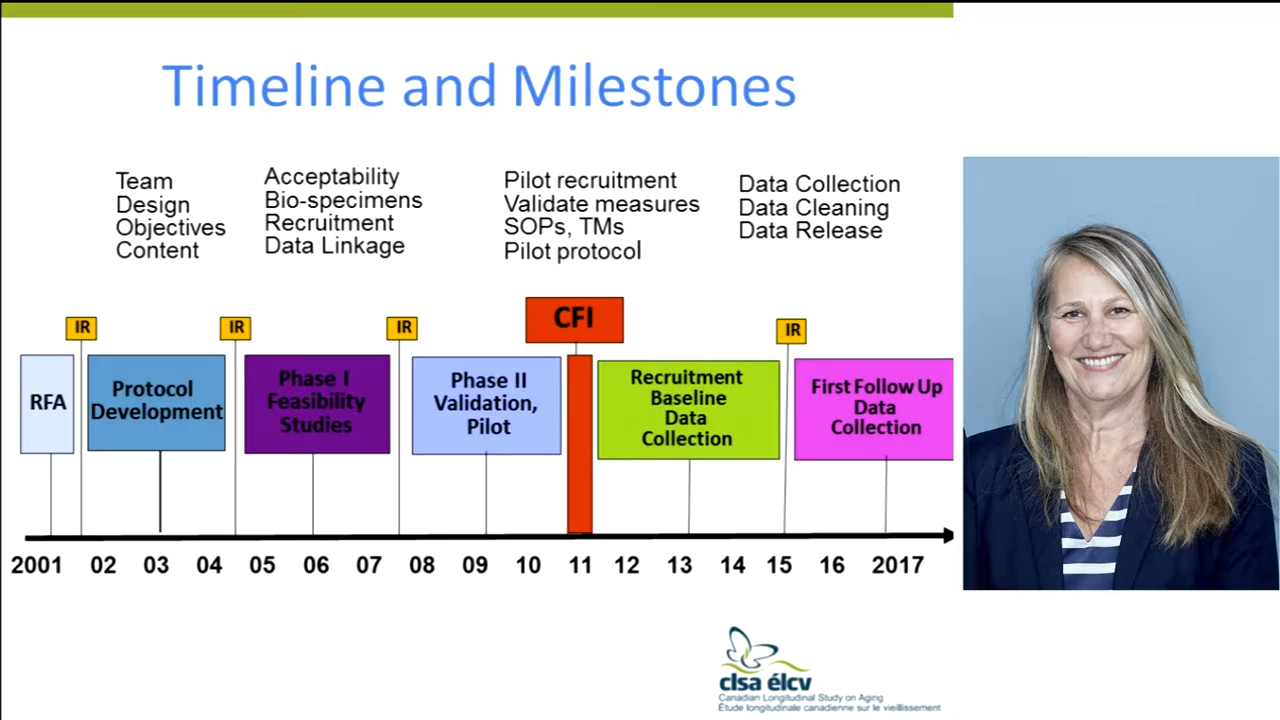 Timeline and Milestones
Team
Design
Objectives
Content
Acceptability
Bio-specimens
Recruitment
Data Linkage
Pilot recruitment
Validate measures
SOPs, TMs
Pilot protocol
Data Collection
Data Cleaning
Data Release
IR
IR
IR
CFI
IR
RFA
Protocol
Development
Phase I
Feasibility
Studies
Phase II
Validation,
Pilot
Recruitment
Baseline
Data
Collection
First Follow Up
Data
Collection
2001 02 03 04 05 06 07 08 09 10 11 12 13 14 15 16 2017
clsa élcv
Canadian Longitudinal Study on Aging
Étude longitudinale canadienne sur le vieillissement